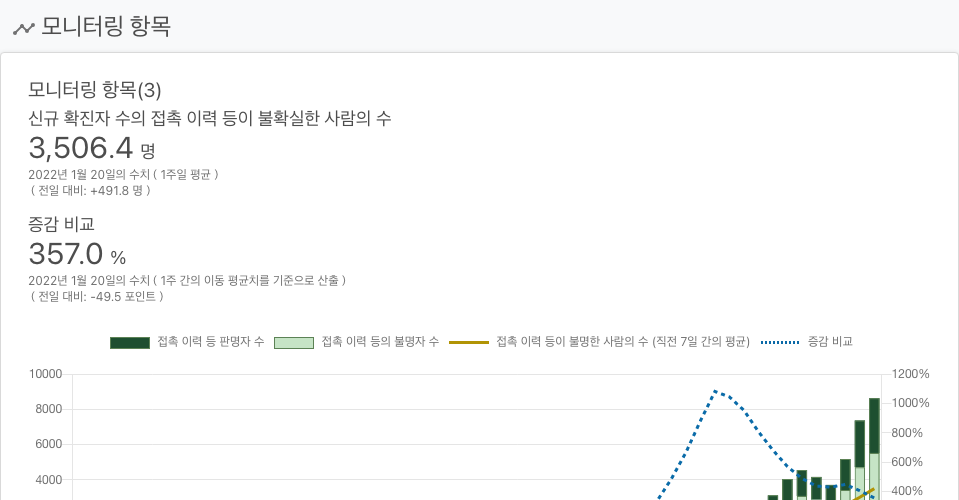 모니터링 항목
모니터링 항목(3)
신규 확진자 수의 접촉 이력 등이 불확실한 사람의 수
3,506.4 명
2022년 1월 20일의 수치 ( 1주일 평균 )
( 전일 대비: +491.8 명 )
증감 비교
357.0 %
2022년 1월 20일의 수치 ( 1주 간의 이동 평균치를 기준으로 산출 )
( 전일 대비: -49.5 포인트 )
접촉 이력 등 판명자 수 접촉 이력 등의 불명자 수 접촉 이력 등이 불명한 사람의 수 (직전 7일 간의 평균) 증감 비교
10000 1200%
1000%
8000
800%
6000
600%
4000
400%